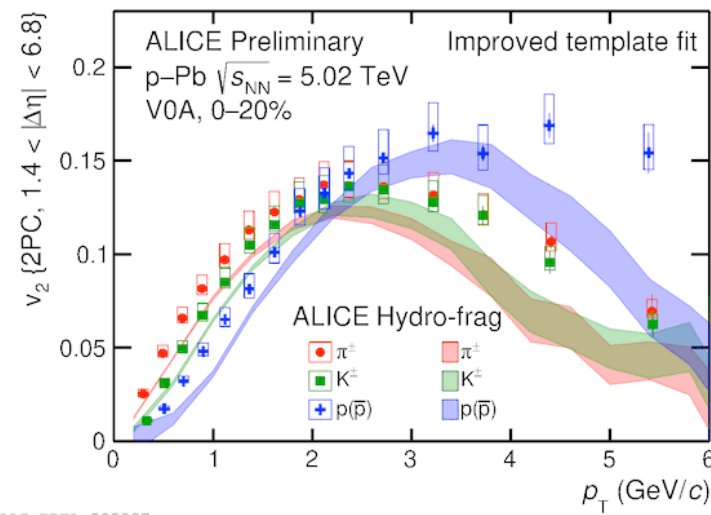 ALICE Preliminary
Improved template fit
p–Pb √s_NN = 5.02 TeV
V0A, 0–20%
v₂ {2PC, 1.4 < |Δη| < 6.8}
0.2
0.15
0.1
0.05
0
ALICE Hydro-frag
π± π±
K± K±
p(p̅) p(p̅)
0 1 2 3 4 5 6
p_T (GeV/c)